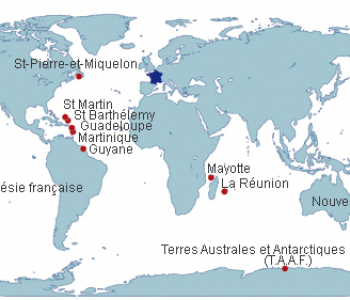 St-Pierre-et-Miquelon
St Martin
St Barthélemy
Guadeloupe
Martinique
Guyane
Mayotte
La Réunion
ésie française
Nouve
Terres Australes et Antarctiques
(T.A.A.F.)